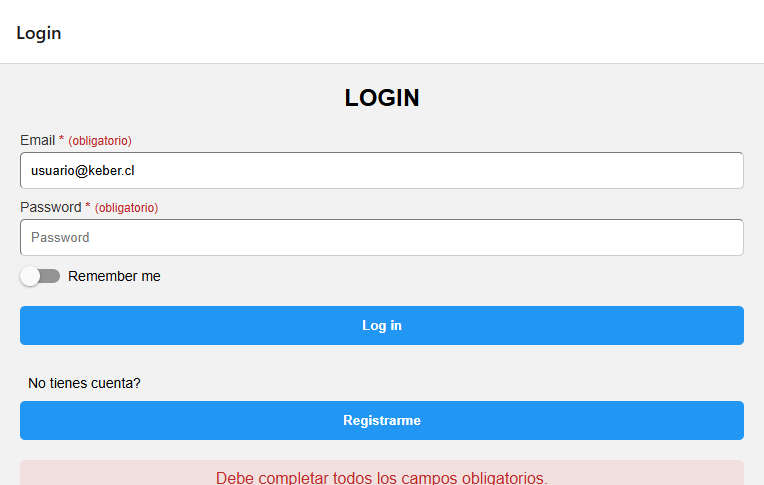 Login
LOGIN
Email * (obligatorio)
usuario@keber.cl
Password * (obligatorio)
Password
Remember me
Log in
No tienes cuenta?
Registrarme
Debe completar todos los campos obligatorios.